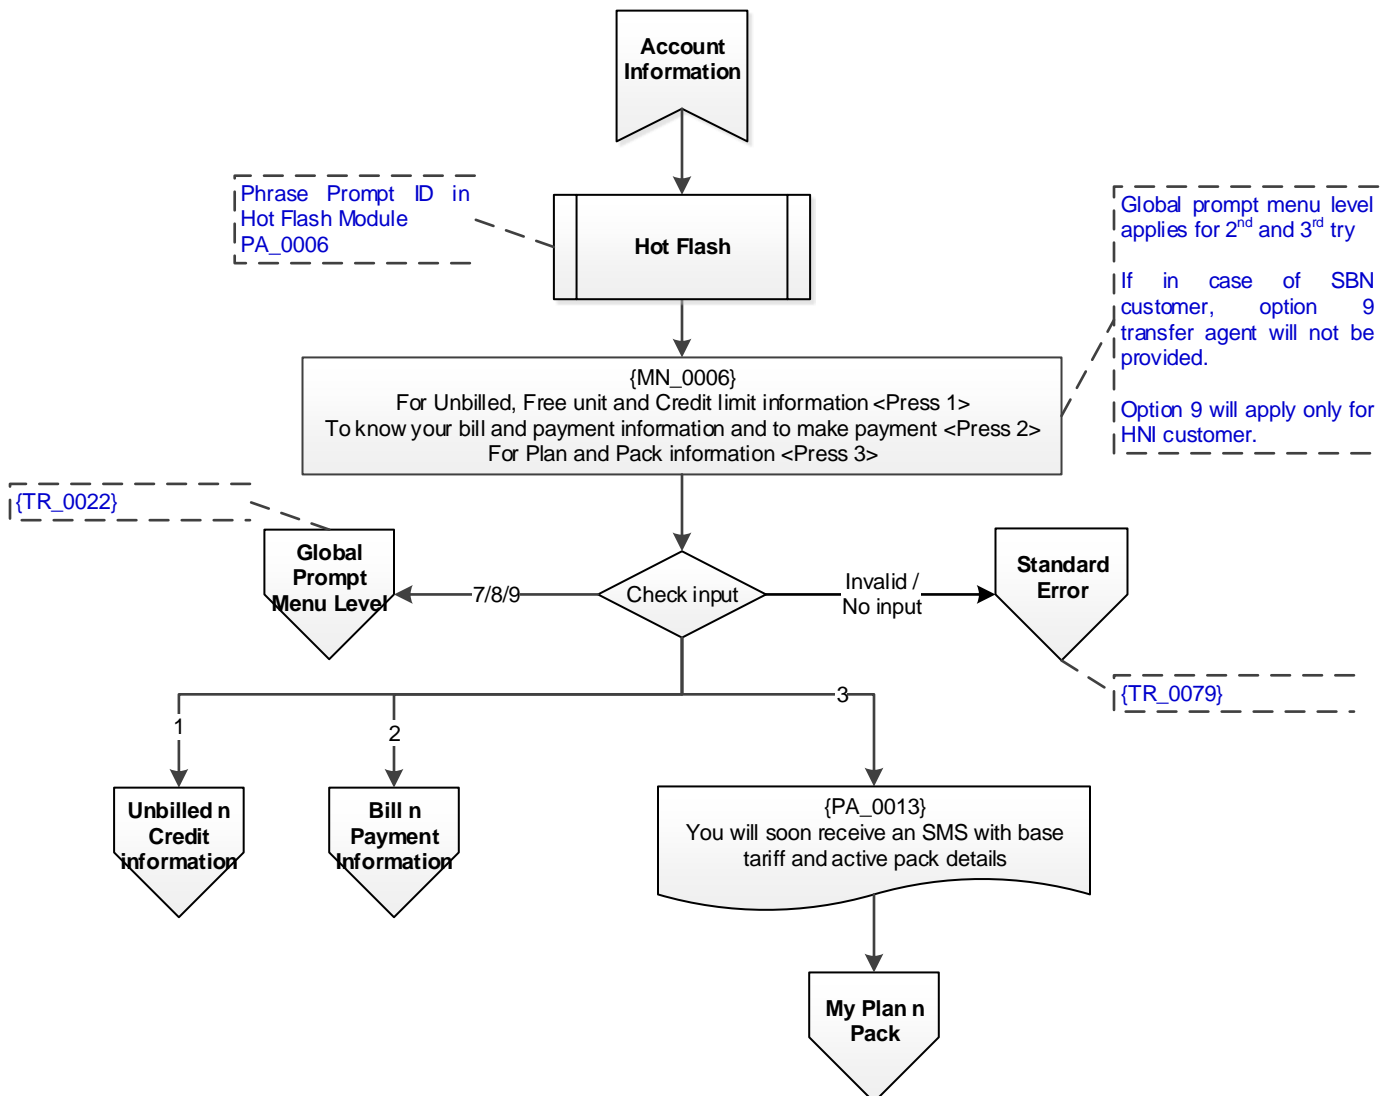 Account
Information
Phrase Prompt ID in
Hot Flash Module
PA_0006
Hot Flash
Global prompt menu level
applies for 2nd and 3rd try
If in case of SBN
customer, option 9
transfer agent will not be
provided.
Option 9 will apply only for
HNI customer.
{MN_0006}
For Unbilled, Free unit and Credit limit information <Press 1>
To know your bill and payment information and to make payment <Press 2>
For Plan and Pack information <Press 3>
{TR_0022}
Global
Prompt
Menu Level
7/8/9
Check input
Invalid /
No input
Standard
Error
{TR_0079}
1
2
3
Unbilled n
Credit
information
Bill n
Payment
Information
{PA_0013}
You will soon receive an SMS with base
tariff and active pack details
My Plan n
Pack